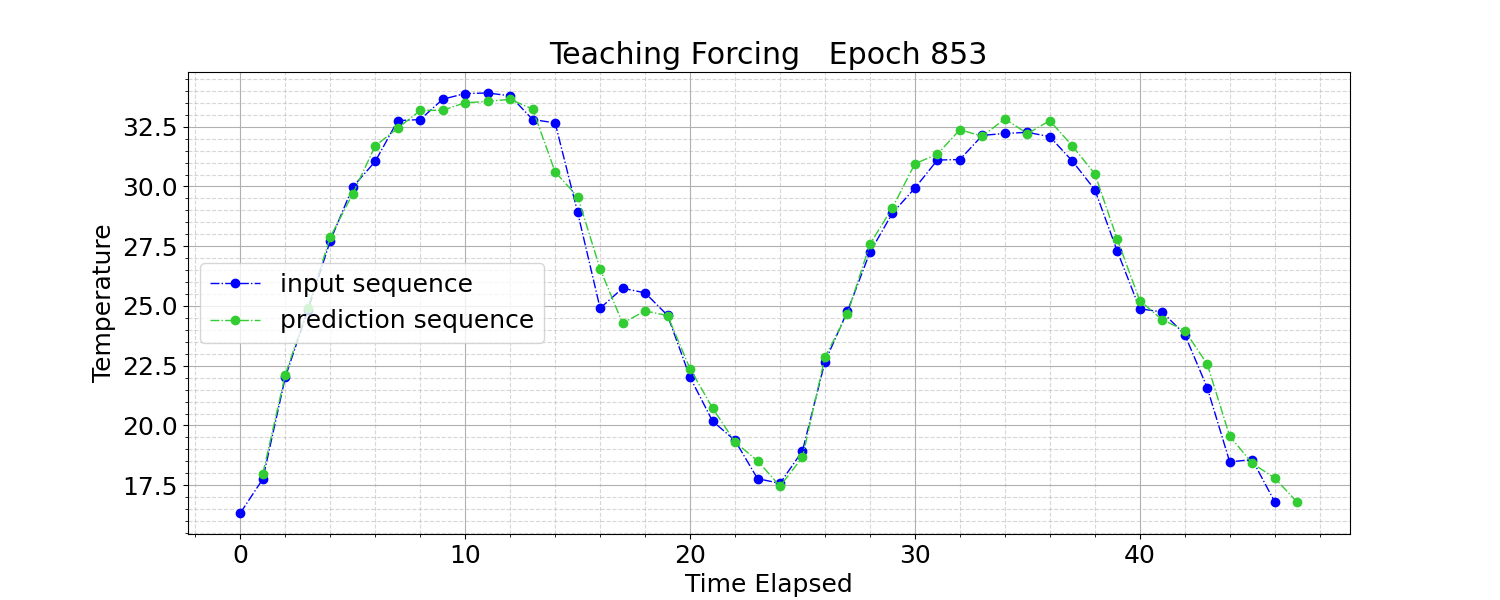 Teaching Forcing   Epoch 853
Temperature
32.5
30.0
27.5
25.0
22.5
20.0
17.5
input sequence
prediction sequence
0 10 20 30 40
Time Elapsed